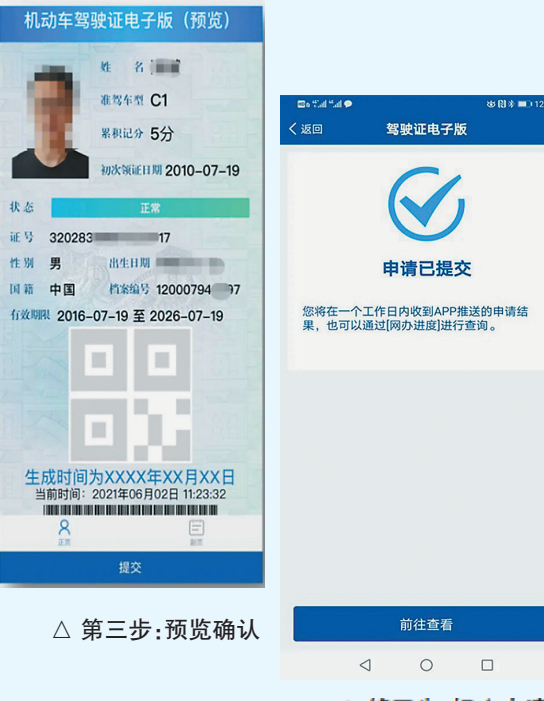 机动车驾驶证电子版（预览）
姓 名
准驾车型 C1
累积记分 5分
初次领证日期 2010-07-19
状态 正常
证号 320283 17
性别 男 出生日期
国籍 中国 档案编号 12000794 97
有效期限 2016-07-19 至 2026-07-19
生成时间为XXXX年XX月XX日
当前时间：2021年06月02日 11:23:32
正页 副页
提交
△ 第三步：预览确认
12
返回 驾驶证电子版
申请已提交
您将在一个工作日内收到APP推送的申请结
果，也可以通过[网办进度]进行查询。
前往查看